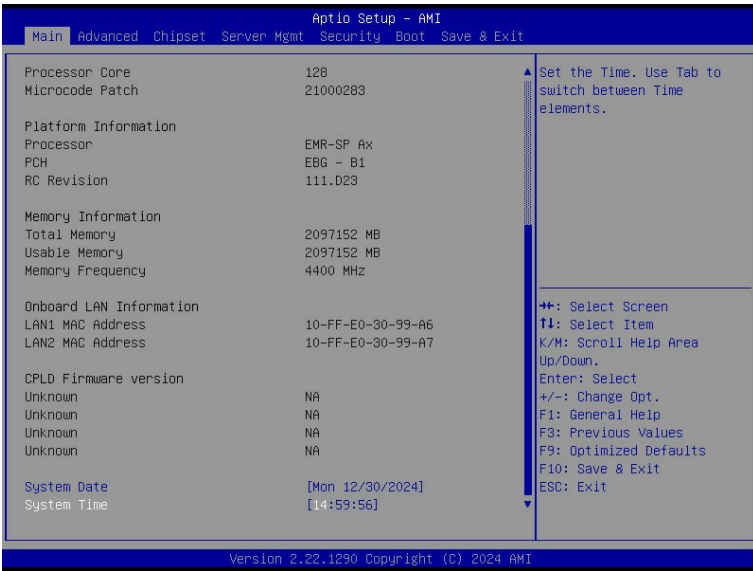 Aptio Setup - AMI
Main Advanced Chipset Server Mgmt Security Boot Save & Exit
Processor Core 128
Microcode Patch 21000283
Platform Information
Processor EMR-SP Ax
PCH EBG - B1
RC Revision 111.D23
Memory Information
Total Memory 2097152 MB
Usable Memory 2097152 MB
Memory Frequency 4400 MHz
Onboard LAN Information
LAN1 MAC Address 10-FF-E0-30-99-A6
LAN2 MAC Address 10-FF-E0-30-99-A7
CPLD Firmware version
Unknown NA
Unknown NA
Unknown NA
Unknown NA
System Date [Mon 12/30/2024]
System Time [14:59:56]
Set the Time. Use Tab to
switch between Time
elements.
→←: Select Screen
↑↓: Select Item
K/M: Scroll Help Area
Up/Down.
Enter: Select
+/-: Change Opt.
F1: General Help
F3: Previous Values
F9: Optimized Defaults
F10: Save & Exit
ESC: Exit
Version 2.22.1290 Copyright (C) 2024 AMI